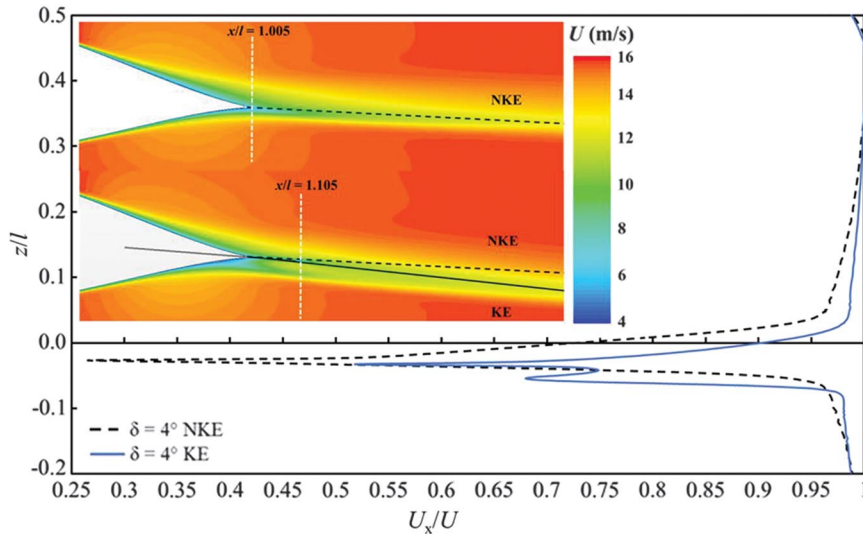 0.5
0.4
0.3
0.2
0.1
0.0
-0.1
-0.2
z/l
x/l = 1.005
NKE
x/l = 1.105
NKE
KE
U (m/s)
16
14
12
10
8
6
4
δ = 4° NKE
δ = 4° KE
0.25 0.3 0.35 0.4 0.45 0.5 0.55 0.6 0.65 0.7 0.75 0.8 0.85 0.9 0.95 1
Uₓ/U